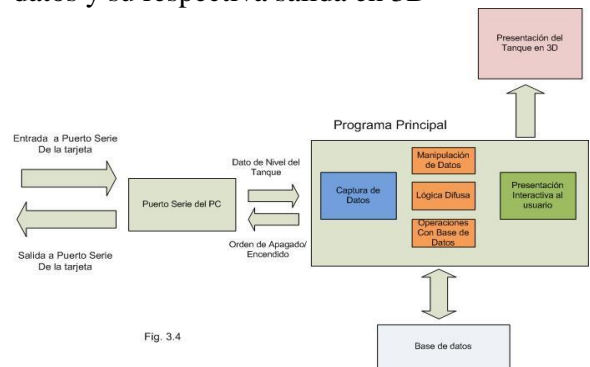 datos y su respectiva salida en 3D
Presentación del
Tanque en 3D
Programa Principal
Entrada a Puerto Serie
De la tarjeta
Dato de Nivel del
Tanque
Manipulación
de Datos
Captura de
Datos
Lógica Difusa
Presentación
Interactiva al
usuario
Puerto Serie del PC
Operaciones
Con Base de
Datos
Orden de Apagado/
Encendido
Salida a Puerto Serie
De la tarjeta
Fig. 3.4
Base de datos